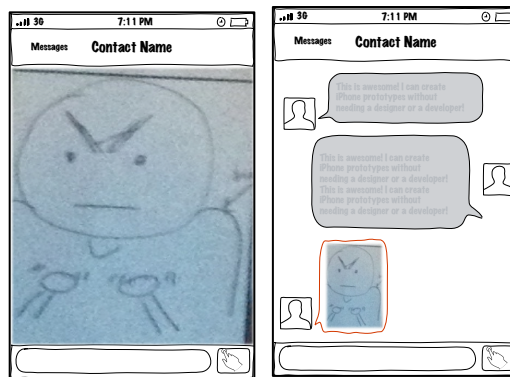 3G
7:11 PM
Messages
Contact Name
3G
7:11 PM
Messages
Contact Name
This is awesome! I can create
iPhone prototypes without
needing a designer or a developer!
This is awesome! I can create
iPhone prototypes without
needing a designer or a developer!
This is awesome! I can create
iPhone prototypes without
needing a designer or a developer!